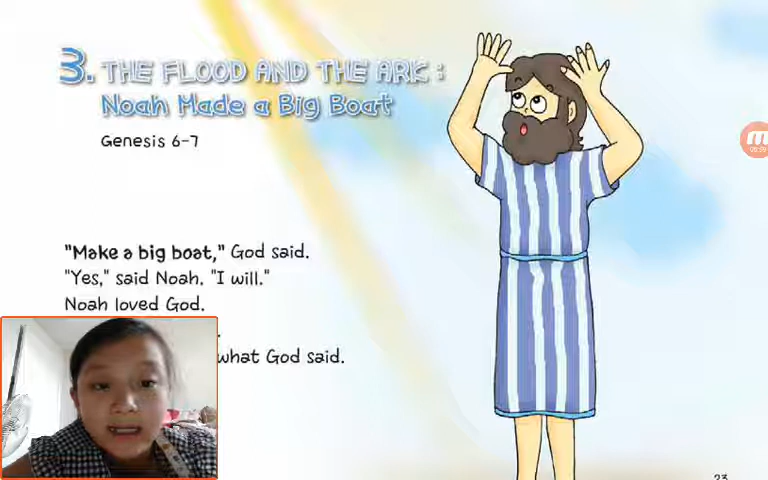 3. THE FLOOD AND THE ARK :
Noah Made a Big Boat
Genesis 6-7
"Make a big boat," God said.
"Yes," said Noah. "I will."
Noah loved God.
what God said.
23